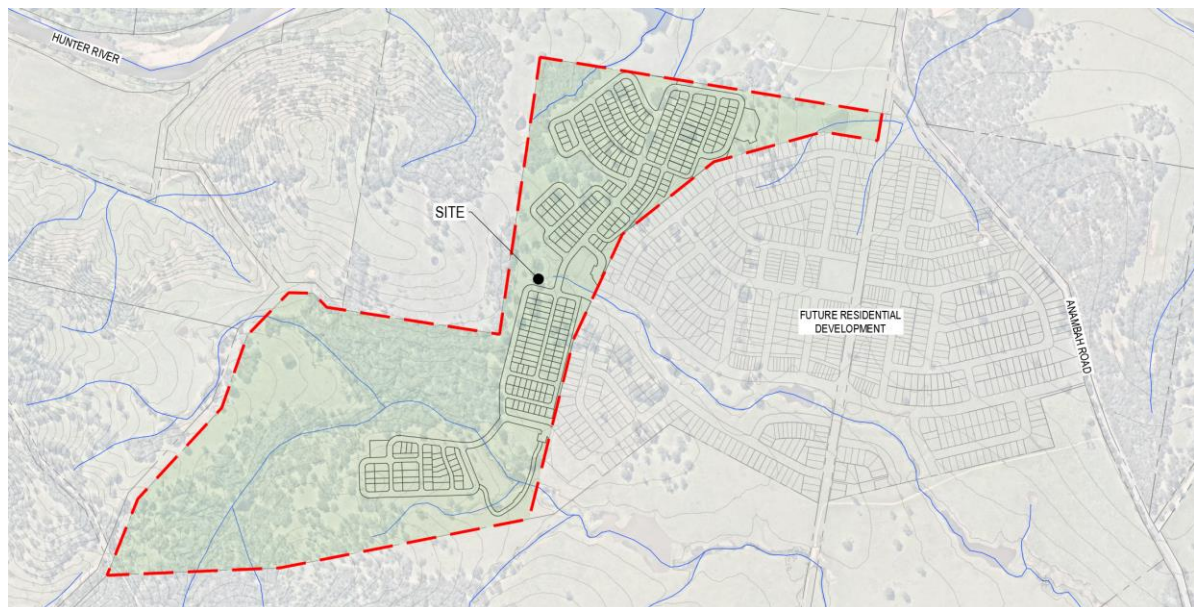 HUNTER RIVER
SITE
FUTURE RESIDENTIAL
DEVELOPMENT
ANAMBAH ROAD